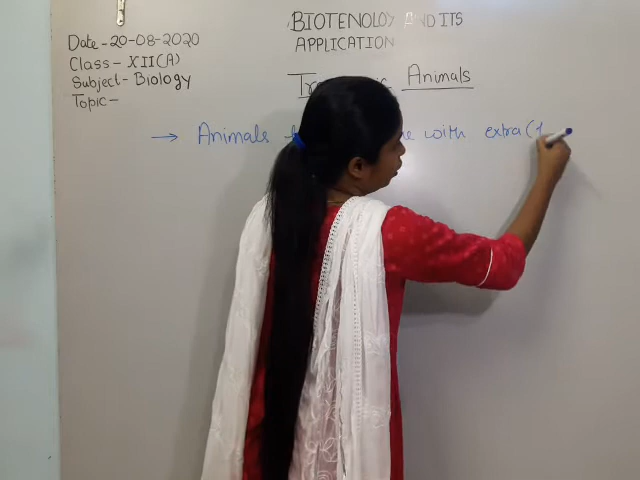 BIOTENOLOY AND ITS
APPLICATION
Date - 20-08-2020
Class - XII(A)
Subject - Biology
Topic -
Animals
→ Animals with extra (